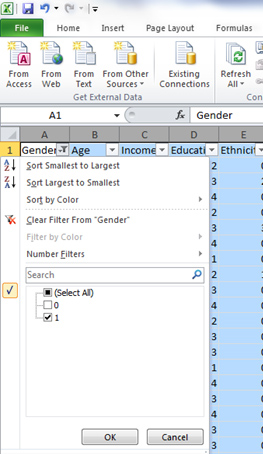 File Home Insert Page Layout Formulas
From Access From Web From Text From Other Sources Existing Connections Refresh All
Get External Data
A1 fx Gender
A B C D E
1 Gender Age Income Educati Ethnicit
Sort Smallest to Largest
Sort Largest to Smallest
Sort by Color
Clear Filter From "Gender"
Filter by Color
Number Filters
Search
(Select All)
0
1
OK Cancel